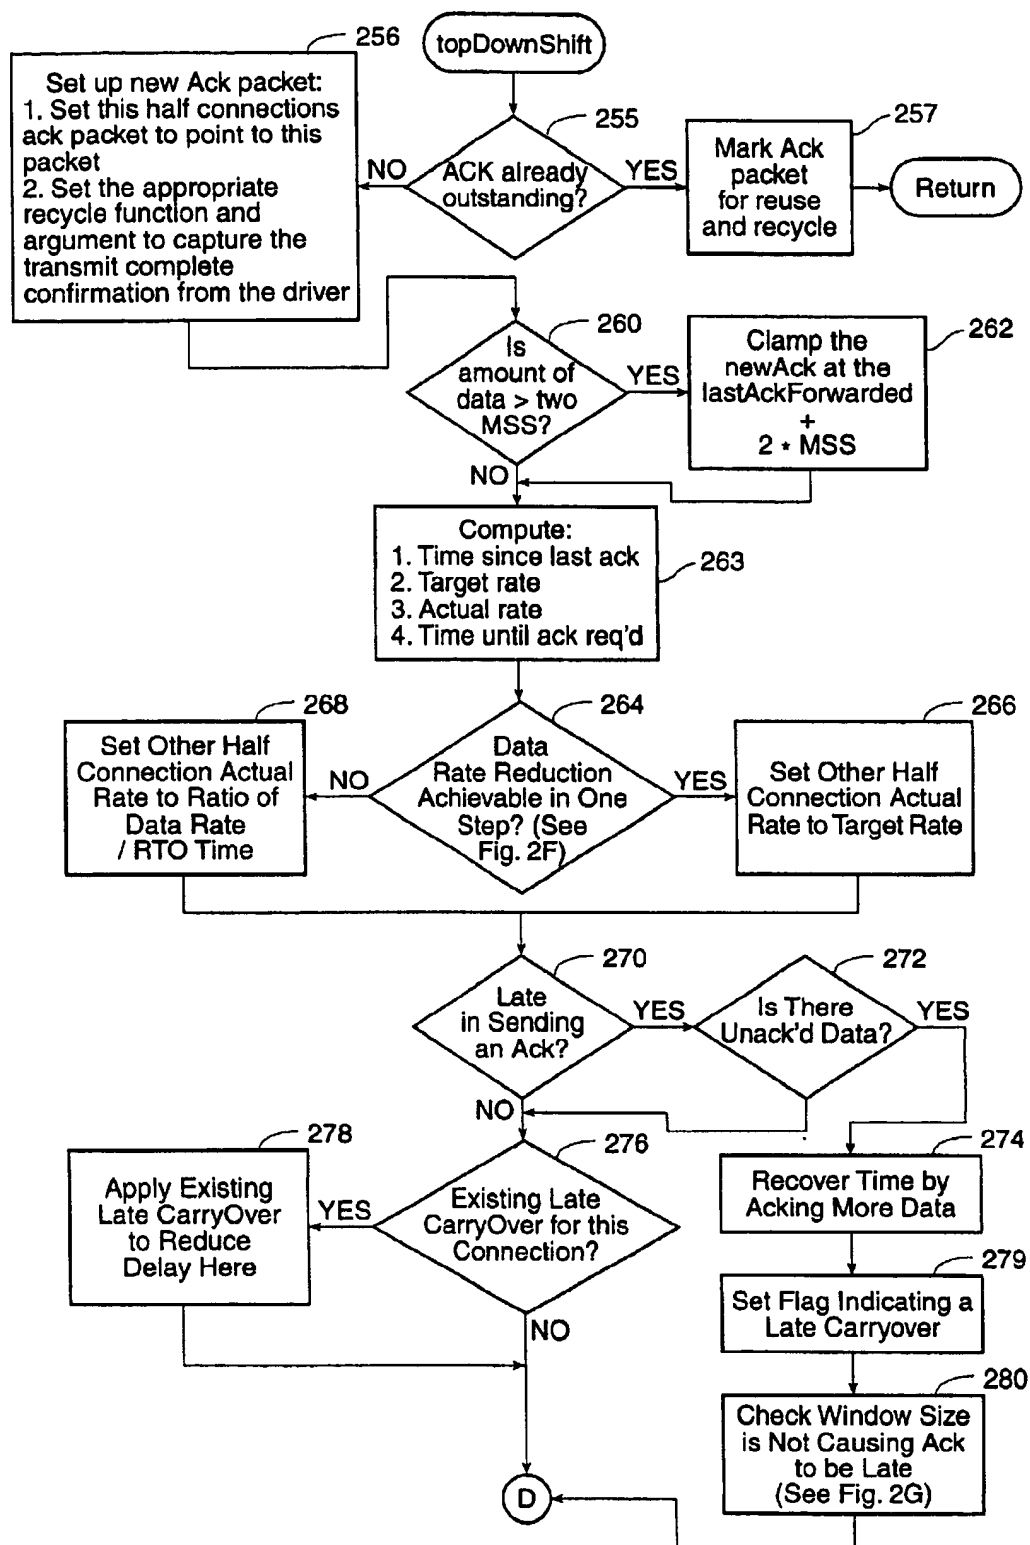 topDownShift
256
Set up new Ack packet:
1. Set this half connections
ack packet to point to this
packet
2. Set the appropriate
recycle function and
argument to capture the
transmit complete
confirmation from the driver
NO
255
ACK already
outstanding?
YES
257
Mark Ack
packet
for reuse
and recycle
Return
260
Is
amount of
data > two
MSS?
YES
262
Clamp the
newAck at the
lastAckForwarded
+
2 * MSS
NO
263
Compute:
1. Time since last ack
2. Target rate
3. Actual rate
4. Time until ack req'd
268
Set Other Half
Connection Actual
Rate to Ratio of
Data Rate
/ RTO Time
NO
264
Data
Rate Reduction
Achievable in One
Step? (See
Fig. 2F)
YES
266
Set Other Half
Connection Actual
Rate to Target Rate
270
Late
in Sending
an Ack?
YES
272
Is There
Unack'd Data?
YES
NO
278
Apply Existing
Late CarryOver
to Reduce
Delay Here
YES
276
Existing Late
CarryOver for this
Connection?
NO
274
Recover Time by
Acking More Data
279
Set Flag Indicating a
Late Carryover
280
Check Window Size
is Not Causing Ack
to be Late
(See Fig. 2G)
D